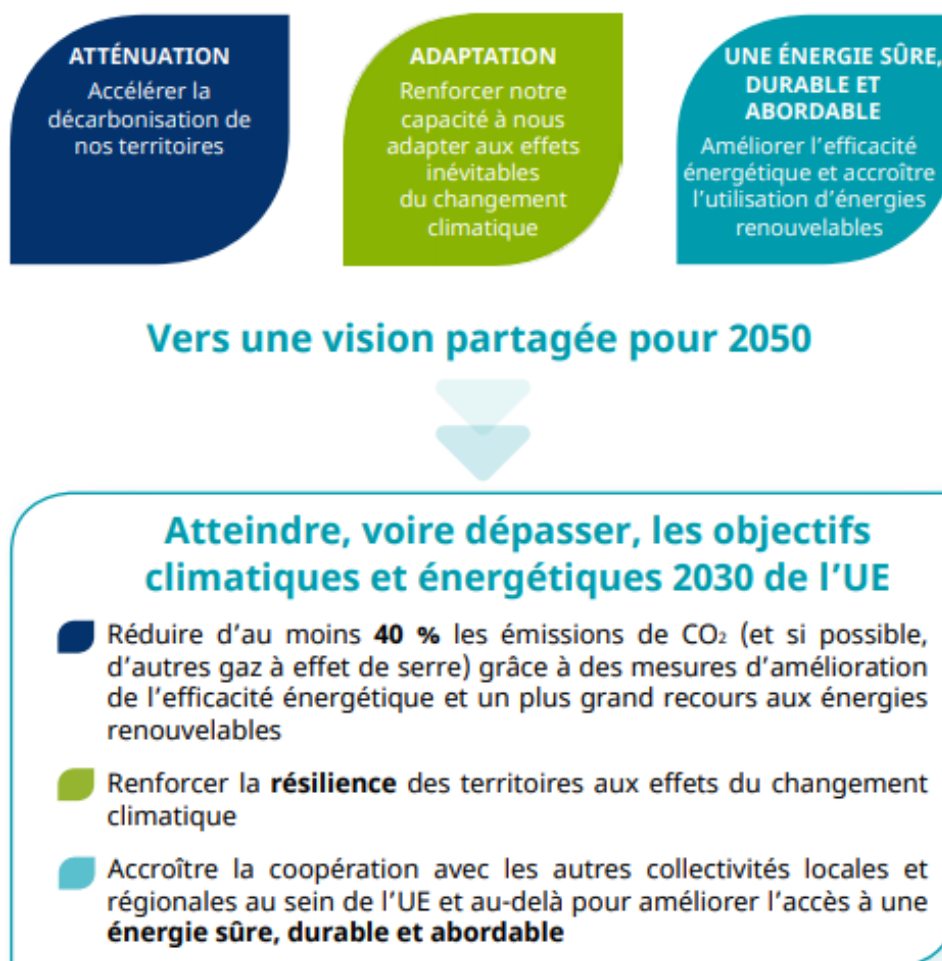 ATTÉNUATION
Accélérer la
décarbonisation de
nos territoires
ADAPTATION
Renforcer notre
capacité à nous
adapter aux effets
inévitables
du changement
climatique
UNE ÉNERGIE SÛRE,
DURABLE ET
ABORDABLE
Améliorer l’efficacité
énergétique et accroître
l’utilisation d’énergies
renouvelables
Vers une vision partagée pour 2050
Atteindre, voire dépasser, les objectifs
climatiques et énergétiques 2030 de l’UE
Réduire d’au moins 40 % les émissions de CO₂ (et si possible,
d’autres gaz à effet de serre) grâce à des mesures d’amélioration
de l’efficacité énergétique et un plus grand recours aux énergies
renouvelables
Renforcer la résilience des territoires aux effets du changement
climatique
Accroître la coopération avec les autres collectivités locales et
régionales au sein de l’UE et au-delà pour améliorer l’accès à une
énergie sûre, durable et abordable